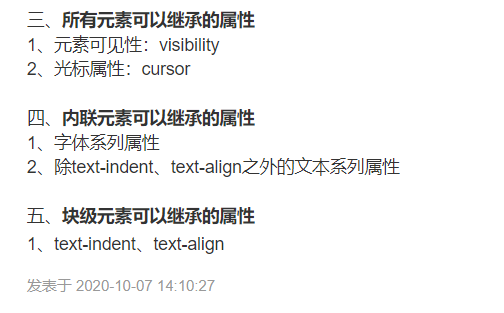 三、所有元素可以继承的属性
1、元素可见性：visibility
2、光标属性：cursor
四、内联元素可以继承的属性
1、字体系列属性
2、除text-indent、text-align之外的文本系列属性
五、块级元素可以继承的属性
1、text-indent、text-align
发表于 2020-10-07 14:10:27